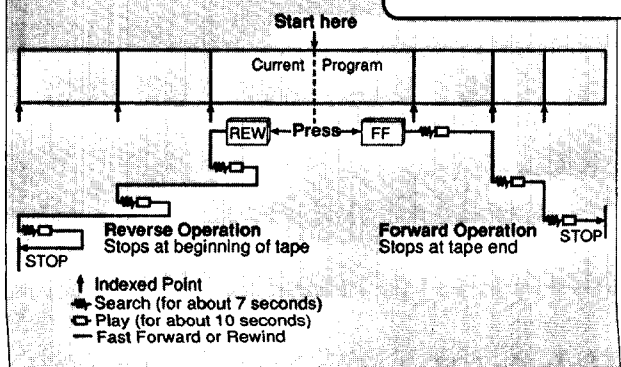 Start here
Current Program
REW Press FF
Reverse Operation
Stops at beginning of tape
STOP
Forward Operation
Stops at tape end
STOP
Indexed Point
Search (for about 7 seconds)
Play (for about 10 seconds)
Fast Forward or Rewind